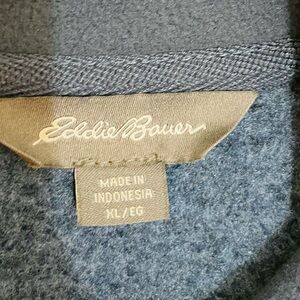 Eddie Bauer
MADE IN
INDONESIA
XL/EG